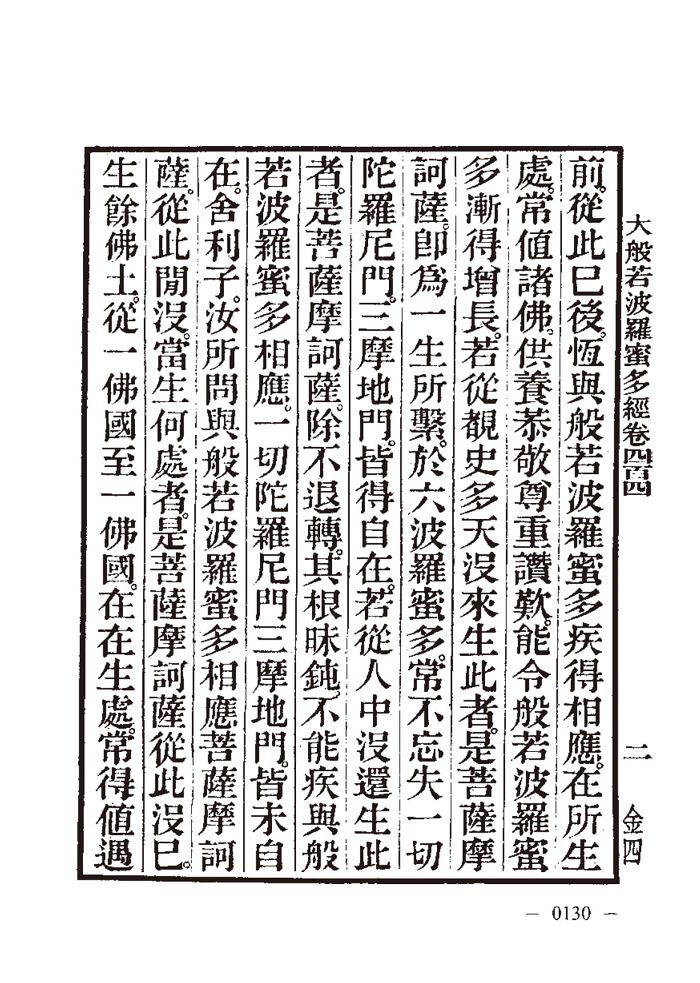 大般若波羅蜜多經卷四百四
二
金四
前。從此已後。恆與般若波羅蜜多疾得相應。在所生
處。常値諸佛。供養恭敬尊重讚歎。能令般若波羅蜜
多漸得增長。若從覩史多天沒來生此者。是菩薩摩
訶薩。卽爲一生所繫。於六波羅蜜多。常不忘失一切
陀羅尼門。三摩地門。皆得自在。若從人中沒還生此
者。是菩薩摩訶薩。除不退轉。其根昧鈍。不能疾與般
若波羅蜜多相應。一切陀羅尼門三摩地門。皆未自
在。舍利子。汝所問與般若波羅蜜多相應菩薩摩訶
薩。從此閒沒。當生何處者。是菩薩摩訶薩從此沒已。
生餘佛土。從一佛國至一佛國。在在生處。常得値遇
— 0130 —